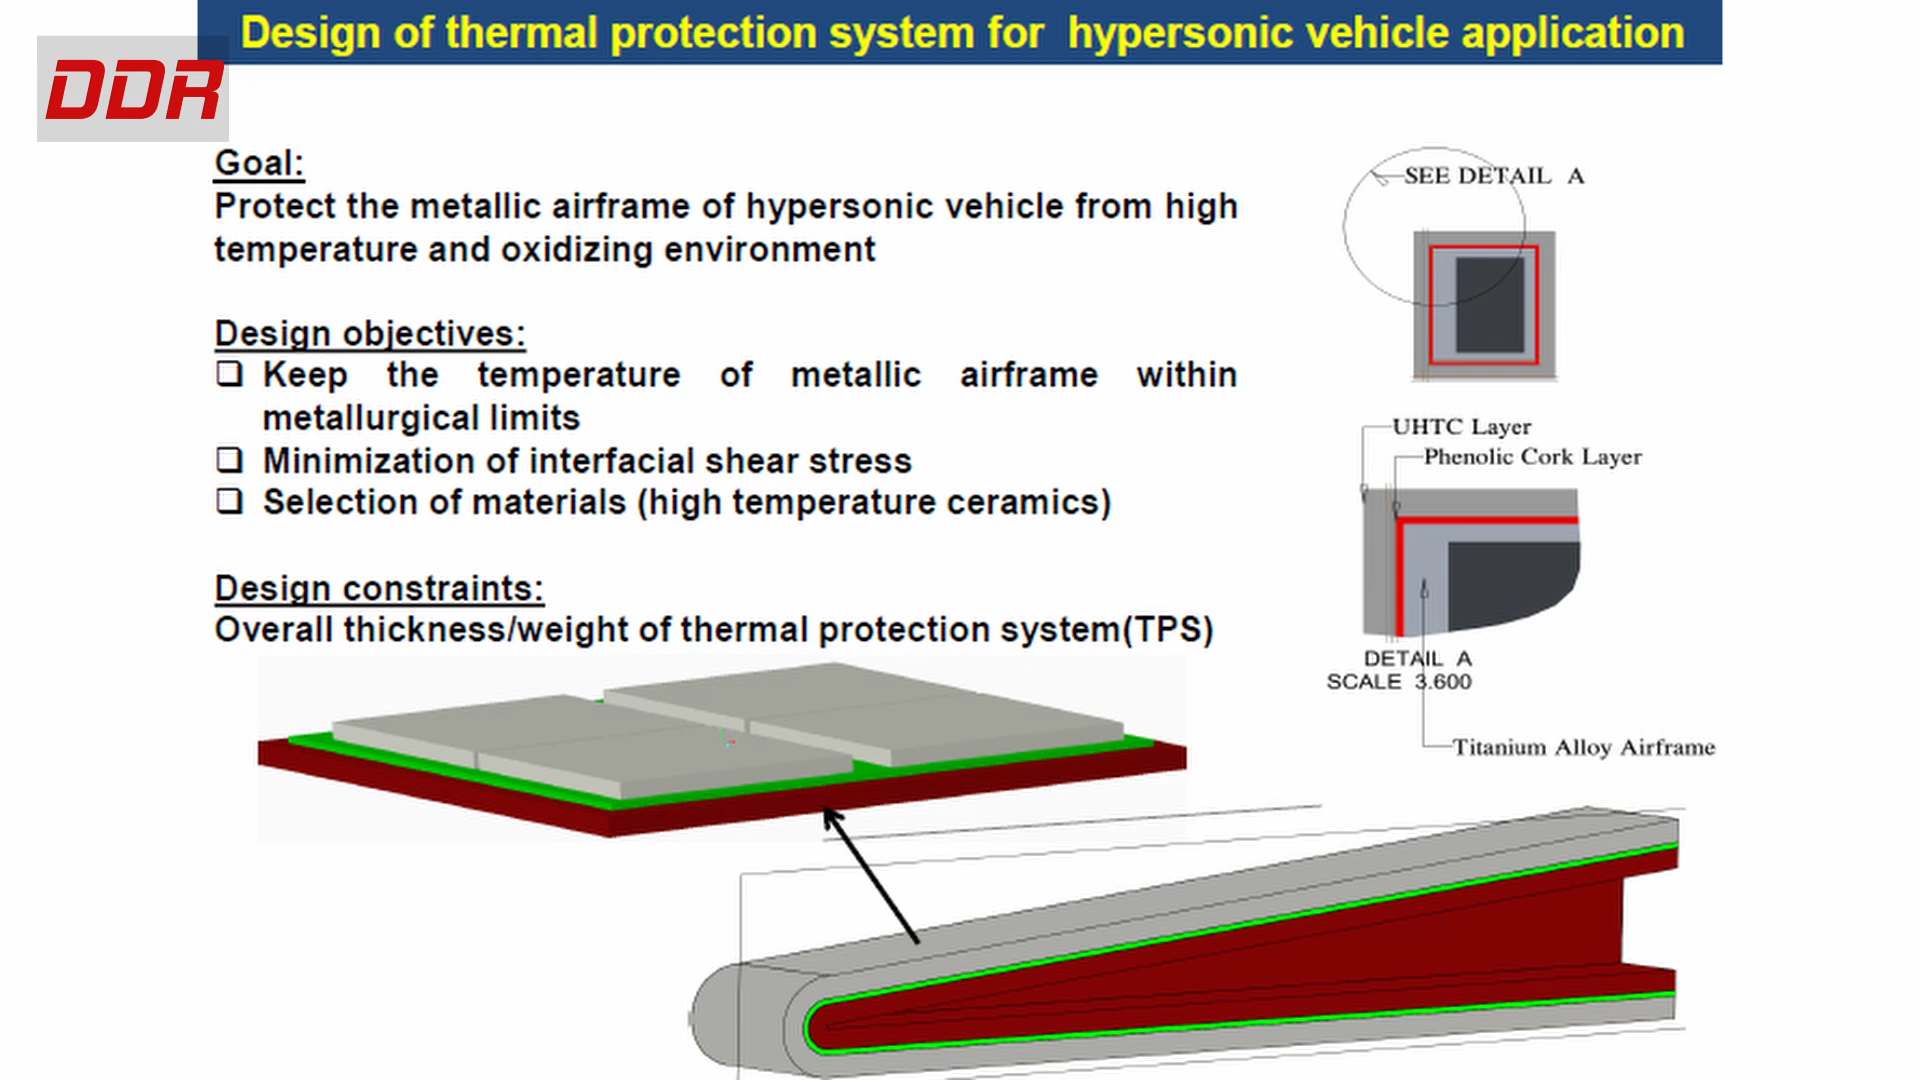 Design of thermal protection system for hypersonic vehicle application
DDR
Goal:
Protect the metallic airframe of hypersonic vehicle from high
temperature and oxidizing environment
Design objectives:
Keep the temperature of metallic airframe within
metallurgical limits
Minimization of interfacial shear stress
Selection of materials (high temperature ceramics)
Design constraints:
Overall thickness/weight of thermal protection system(TPS)
SEE DETAIL A
UHTC Layer
Phenolic Cork Layer
DETAIL A
SCALE 3.600
Titanium Alloy Airframe